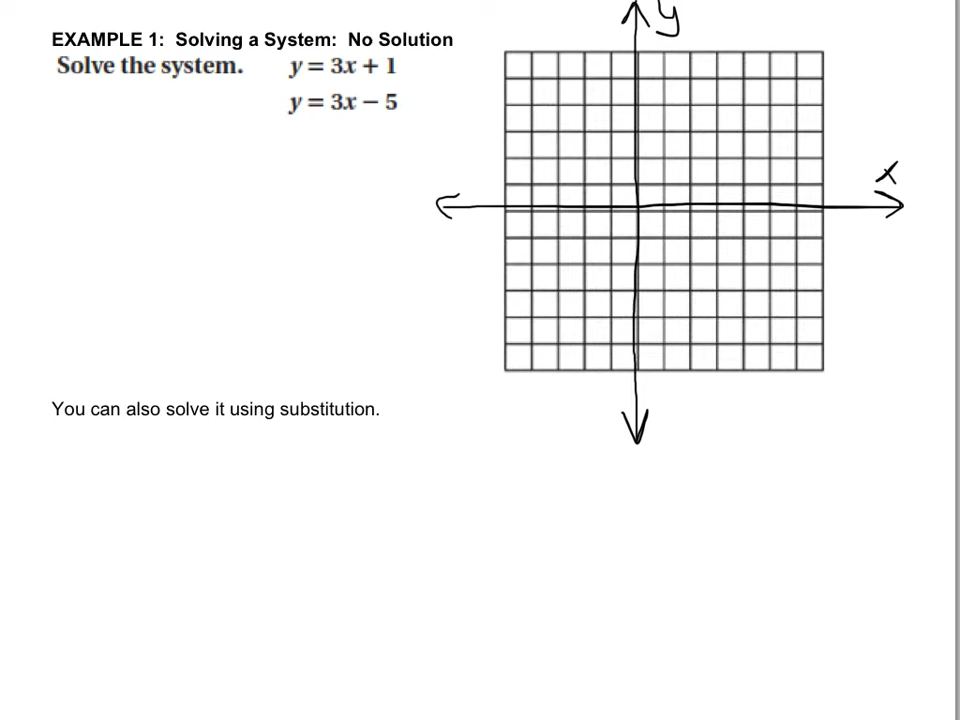 EXAMPLE 1: Solving a System: No Solution
Solve the system. y = 3x + 1
y = 3x − 5
y
x
You can also solve it using substitution.